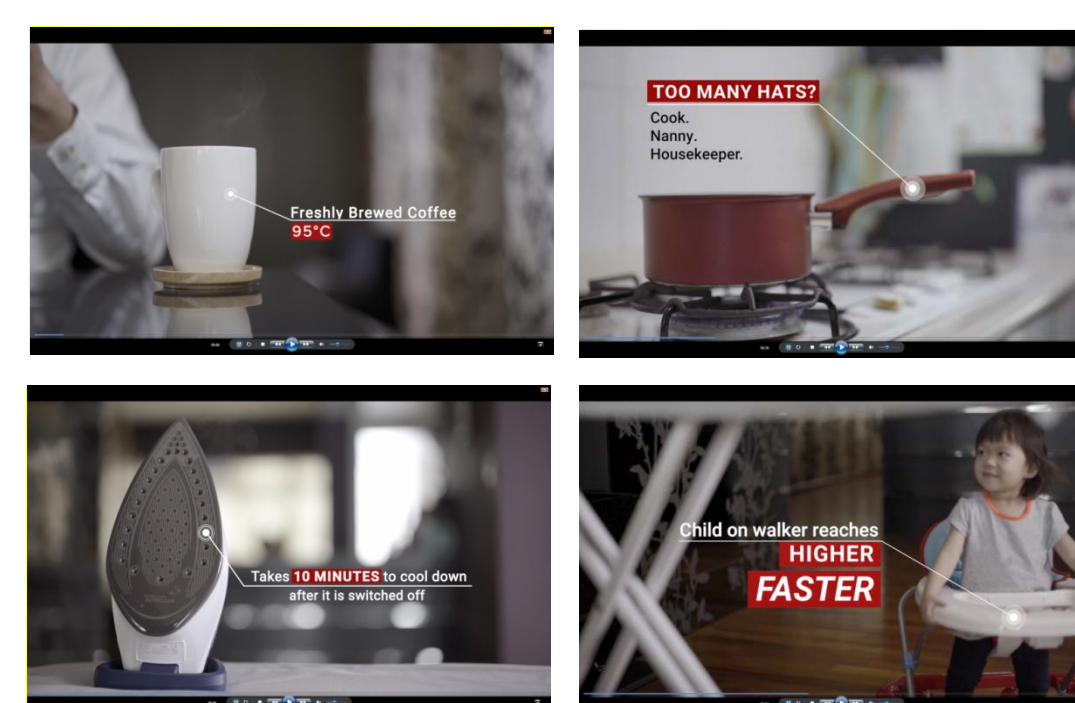 Freshly Brewed Coffee
95°C
TOO MANY HATS?
Cook.
Nanny.
Housekeeper.
Takes 10 MINUTES to cool down
after it is switched off
Child on walker reaches
HIGHER
FASTER